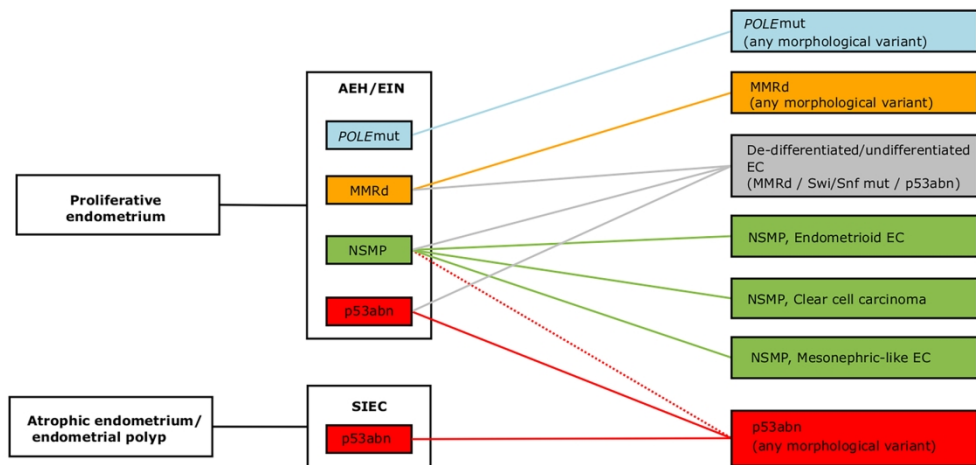 POLEmut
(any morphological variant)
AEH/EIN
MMRd
(any morphological variant)
POLEmut
De-differentiated/undifferentiated
EC
(MMRd / Swi/Snf mut / p53abn)
MMRd
Proliferative
endometrium
NSMP
NSMP, Endometrioid EC
NSMP, Clear cell carcinoma
p53abn
NSMP, Mesonephric-like EC
Atrophic endometrium/
endometrial polyp
SIEC
p53abn
p53abn
(any morphological variant)